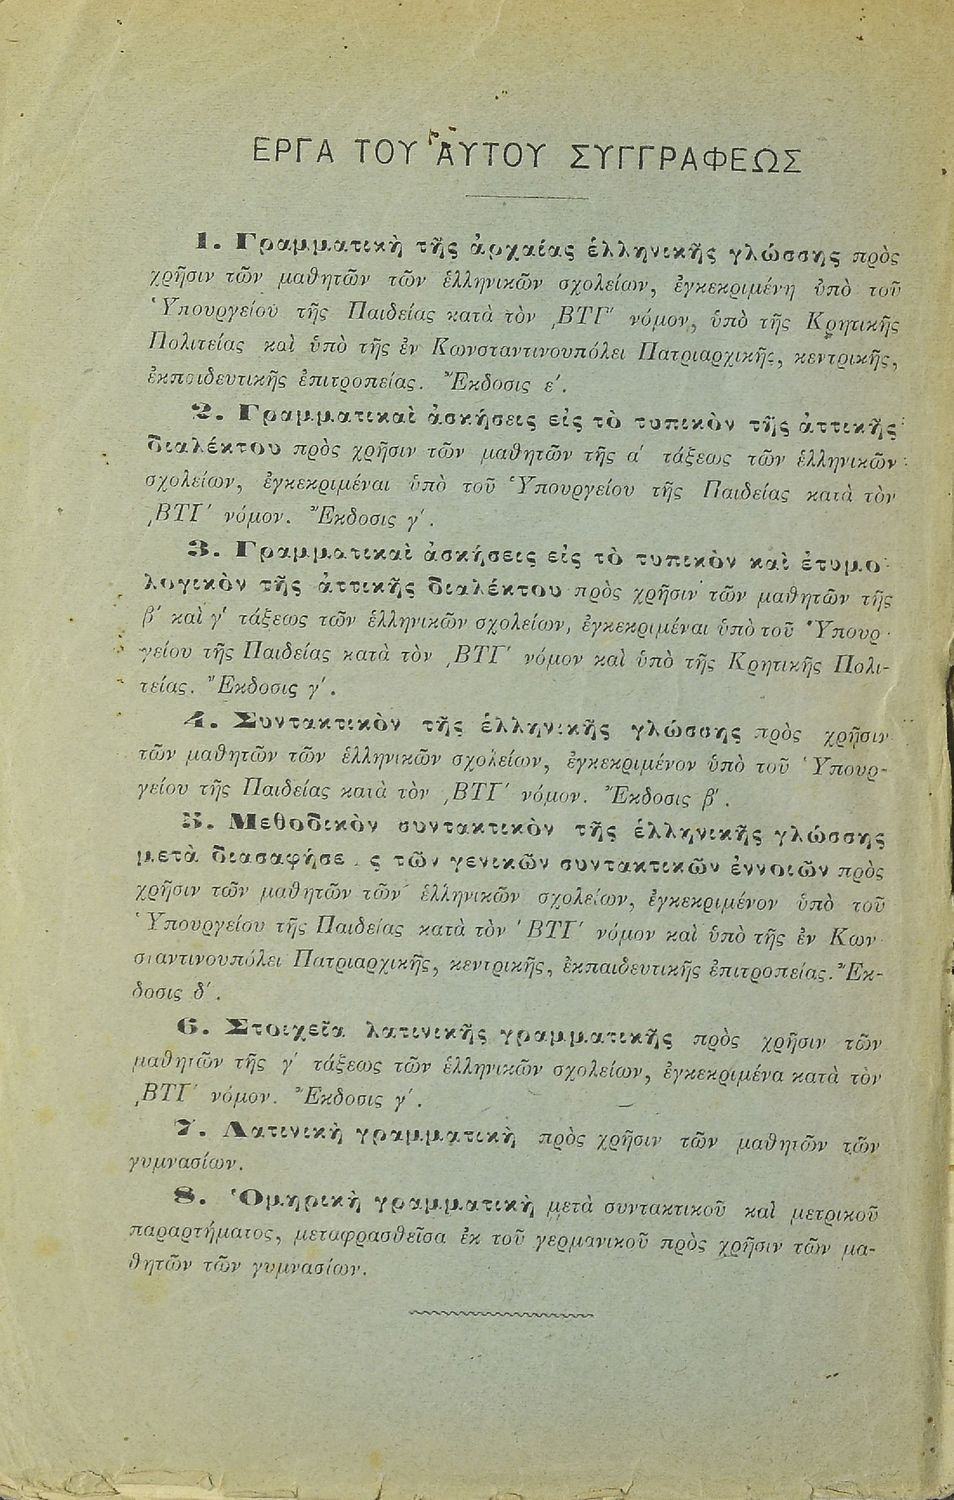 ΕΡΓΑ ΤΟΥ ΑΥΤΟΥ ΣΥΓΓΡΑΦΕΩΣ
1. Γραμματικὴ τῆς ἀρχαίας ἑλληνικῆς γλώσσης πρὸς
χρῆσιν τῶν μαθητῶν τῶν ἑλληνικῶν σχολείων, ἐγκεκριμένη ὑπὸ τοῦ
Ὑπουργείου τῆς Παιδείας κατὰ τὸν ͵ΒΤΓʹ νόμον, ὑπὸ τῆς Κρητικῆς
Πολιτείας καὶ ὑπὸ τῆς ἐν Κωνσταντινουπόλει Πατριαρχικῆς, κεντρικῆς,
ἐκπαιδευτικῆς ἐπιτροπείας. Ἔκδοσις ε΄.
2. Γραμματικαὶ ἀσκήσεις εἰς τὸ τυπικὸν τῆς ἀττικῆς
διαλέκτου πρὸς χρῆσιν τῶν μαθητῶν τῆς α΄ τάξεως τῶν ἑλληνικῶν
σχολείων, ἐγκεκριμέναι ὑπὸ τοῦ Ὑπουργείου τῆς Παιδείας κατὰ τὸν
͵ΒΤΓʹ νόμον. Ἔκδοσις γ΄.
3. Γραμματικαὶ ἀσκήσεις εἰς τὸ τυπικὸν καὶ ἐτυμο-
λογικὸν τῆς ἀττικῆς διαλέκτου πρὸς χρῆσιν τῶν μαθητῶν τῆς
β΄ καὶ γ΄ τάξεως τῶν ἑλληνικῶν σχολείων, ἐγκεκριμέναι ὑπὸ τοῦ Ὑπουρ-
γείου τῆς Παιδείας κατὰ τὸν ͵ΒΤΓʹ νόμον καὶ ὑπὸ τῆς Κρητικῆς Πολι-
τείας. Ἔκδοσις γ΄.
4. Συντακτικὸν τῆς ἑλληνικῆς γλώσσης πρὸς χρῆσιν
τῶν μαθητῶν τῶν ἑλληνικῶν σχολείων, ἐγκεκριμένον ὑπὸ τοῦ Ὑπουρ-
γείου τῆς Παιδείας κατὰ τὸν ͵ΒΤΓʹ νόμον. Ἔκδοσις β΄.
5. Μεθοδικὸν συντακτικὸν τῆς ἑλληνικῆς γλώσσης
μετὰ διασαφήσε ς τῶν γενικῶν συντακτικῶν ἐννοιῶν πρὸς
χρῆσιν τῶν μαθητῶν τῶν ἑλληνικῶν σχολείων, ἐγκεκριμένον ὑπὸ τοῦ
Ὑπουργείου τῆς Παιδείας κατὰ τὸν ʹΒΤΓʹ νόμον καὶ ὑπὸ τῆς ἐν Κων-
σταντινουπόλει Πατριαρχικῆς, κεντρικῆς, ἐκπαιδευτικῆς ἐπιτροπείας. Ἔκ-
δοσις δ΄.
6. Στοιχεῖα λατινικῆς γραμματικῆς πρὸς χρῆσιν τῶν
μαθητῶν τῆς γ΄ τάξεως τῶν ἑλληνικῶν σχολείων, ἐγκεκριμένα κατὰ τὸν
͵ΒΤΓʹ νόμον. Ἔκδοσις γ΄.
7. Λατινικὴ γραμματικὴ πρὸς χρῆσιν τῶν μαθητῶν τῶν
γυμνασίων.
8. Ὁμηρικὴ γραμματικὴ μετὰ συντακτικοῦ καὶ μετρικοῦ
παραρτήματος, μεταφρασθεῖσα ἐκ τοῦ γερμανικοῦ πρὸς χρῆσιν τῶν μα-
θητῶν τῶν γυμνασίων.